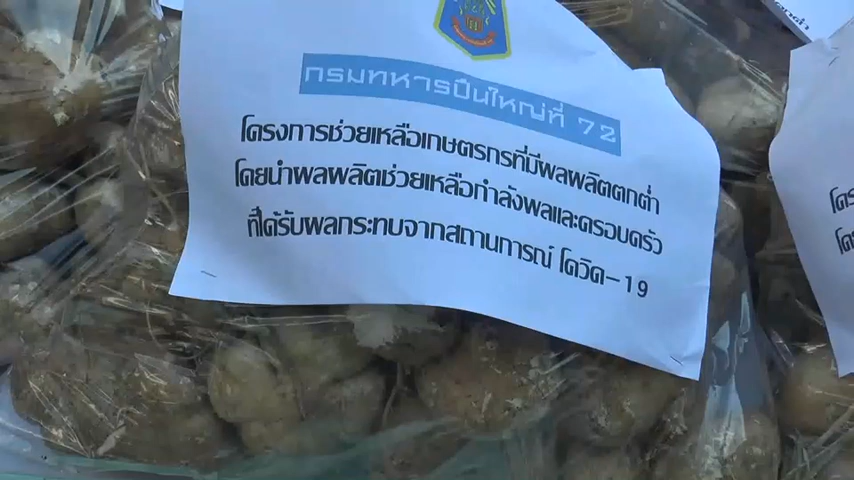 กรมทหารปืนใหญ่ที่ 72
โครงการช่วยเหลือเกษตรกรที่มีผลผลิตตกต่ำ
โดยนำผลผลิตช่วยเหลือกำลังพลและครอบครัว
ที่ได้รับผลกระทบจากสถานการณ์ โควิด-19